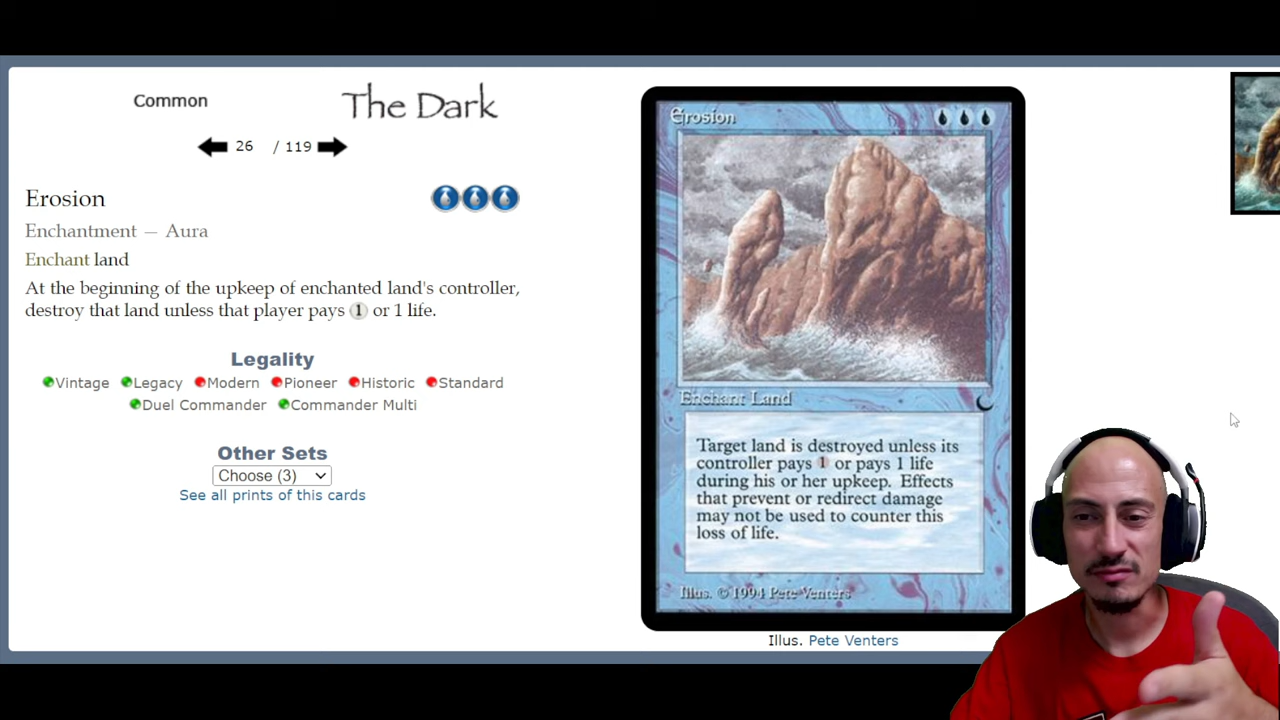 Common
The Dark
26 / 119
Erosion
Enchantment — Aura
Enchant land
At the beginning of the upkeep of enchanted land's controller,
destroy that land unless that player pays 1 or 1 life.
Legality
Vintage Legacy Modern Pioneer Historic Standard
Duel Commander Commander Multi
Other Sets
Choose (3)
See all prints of this cards
Erosion
Enchant Land
Target land is destroyed unless its
controller pays 1 or pays 1 life
during his or her upkeep. Effects
that prevent or redirect damage
may not be used to counter this
loss of life.
Illus. © 1994 Pete Venters
Illus. Pete Venters